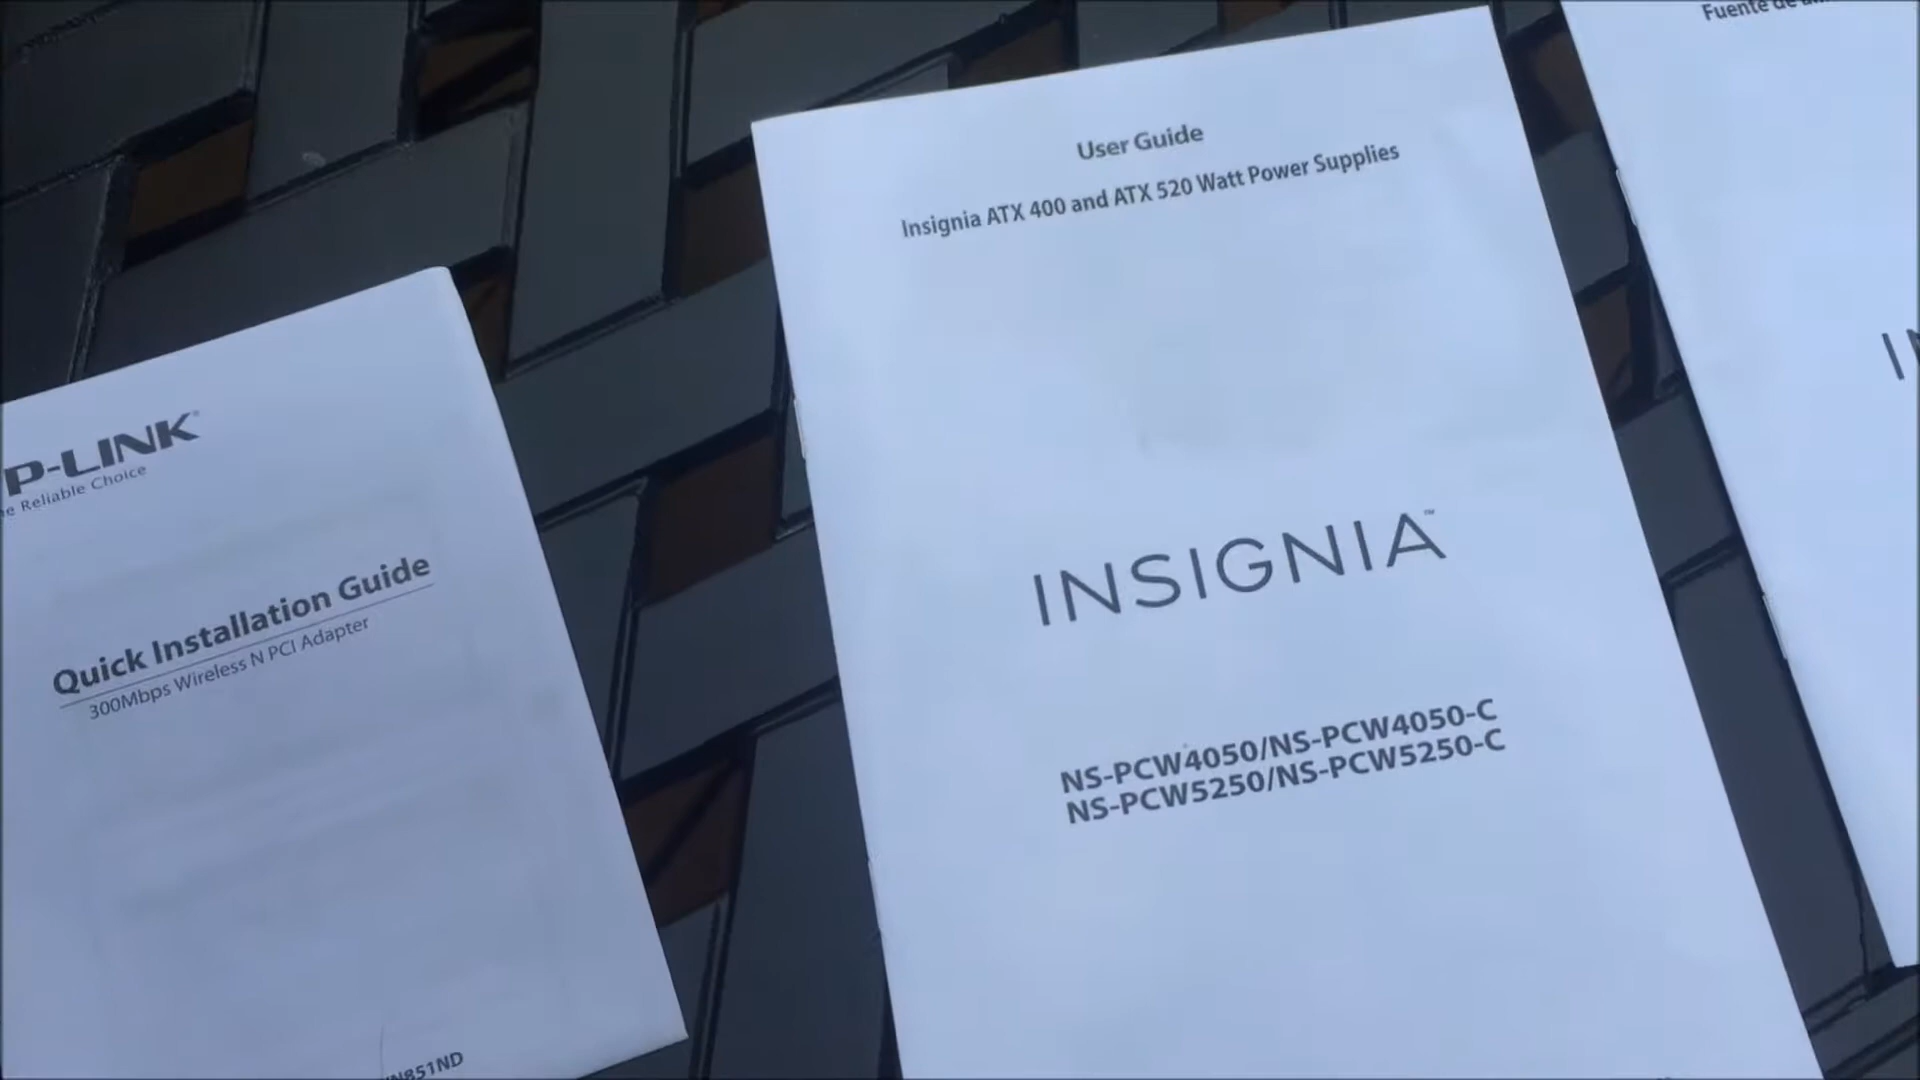 P-LINK
Reliable Choice
Quick Installation Guide
300Mbps Wireless N PCI Adapter
N851ND
User Guide
Insignia ATX 400 and ATX 520 Watt Power Supplies
INSIGNIA™
NS-PCW4050/NS-PCW4050-C
NS-PCW5250/NS-PCW5250-C
Fuente de